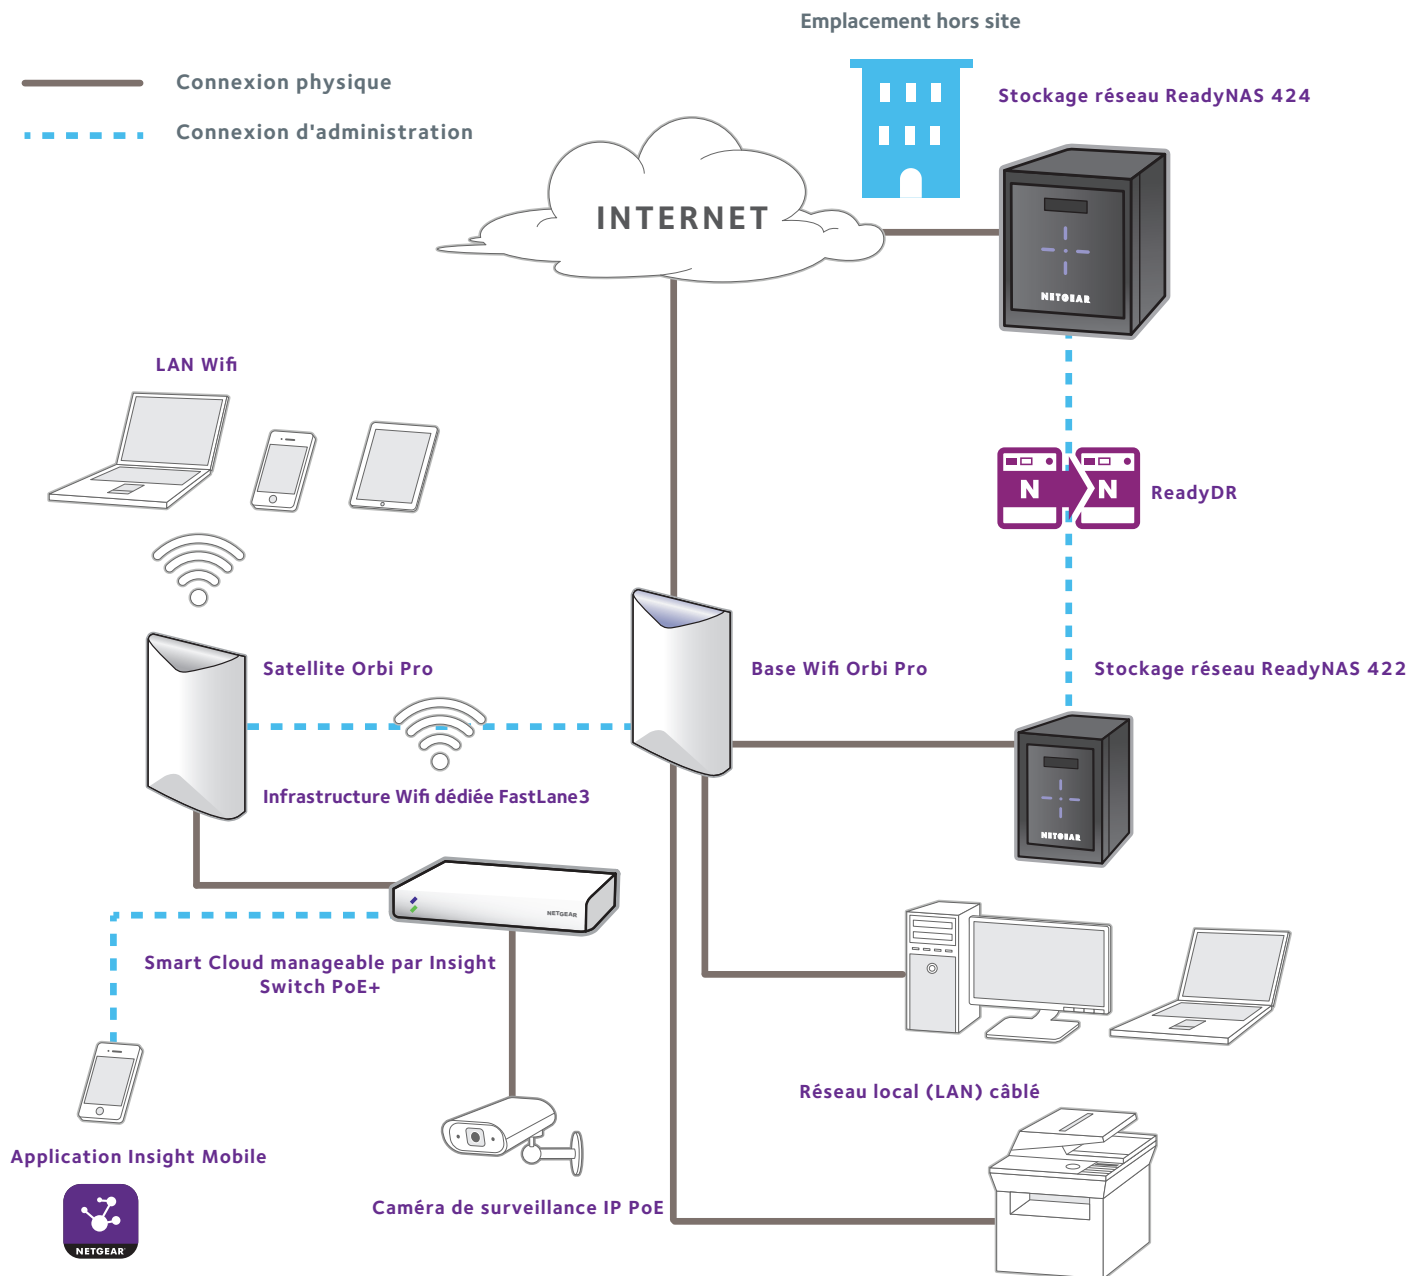 Emplacement hors site
Connexion physique
Stockage réseau ReadyNAS 424
Connexion d'administration
INTERNET
NETGEAR
LAN Wifi
N N
ReadyDR
Satellite Orbi Pro
Base Wifi Orbi Pro
Stockage réseau ReadyNAS 422
Infrastructure Wifi dédiée FastLane3
NETGEAR
NETGEAR
Smart Cloud manageable par Insight
Switch PoE+
Réseau local (LAN) câblé
Application Insight Mobile
Caméra de surveillance IP PoE
NETGEAR